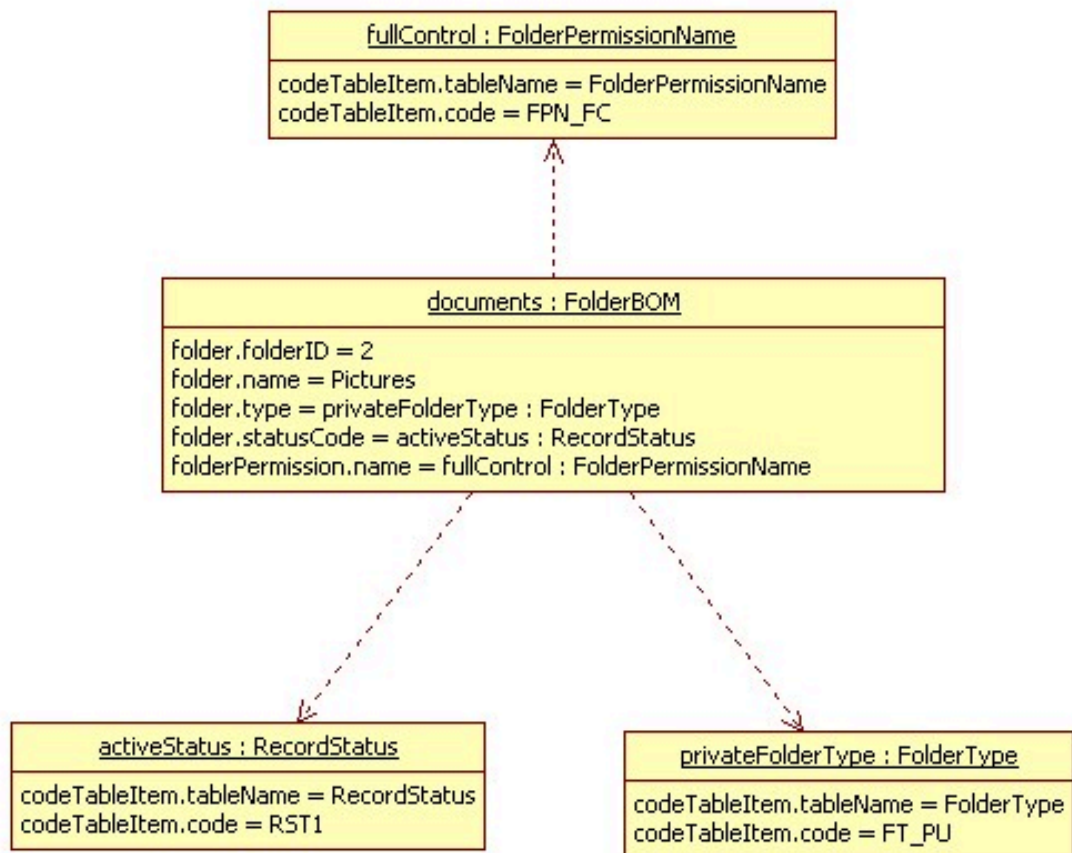 fullControl : FolderPermissionName
codeTableItem.tableName = FolderPermissionName
codeTableItem.code = FPN_FC
documents : FolderBOM
folder.folderID = 2
folder.name = Pictures
folder.type = privateFolderType : FolderType
folder.statusCode = activeStatus : RecordStatus
folderPermission.name = fullControl : FolderPermissionName
activeStatus : RecordStatus
codeTableItem.tableName = RecordStatus
codeTableItem.code = RST1
privateFolderType : FolderType
codeTableItem.tableName = FolderType
codeTableItem.code = FT_PU